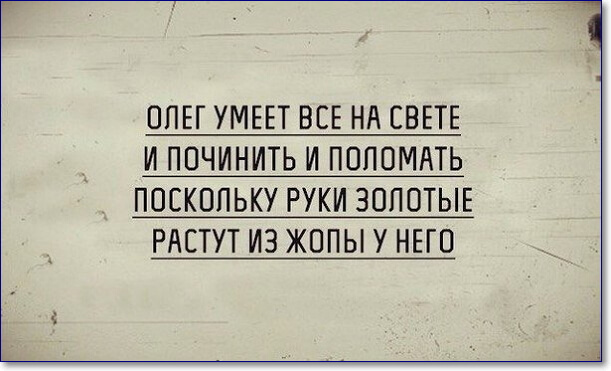 ОЛЕГ УМЕЕТ ВСЕ НА СВЕТЕ
И ПОЧИНИТЬ И ПОЛОМАТЬ
ПОСКОЛЬКУ РУКИ ЗОЛОТЫЕ
РАСТУТ ИЗ ЖОПЫ У НЕГО